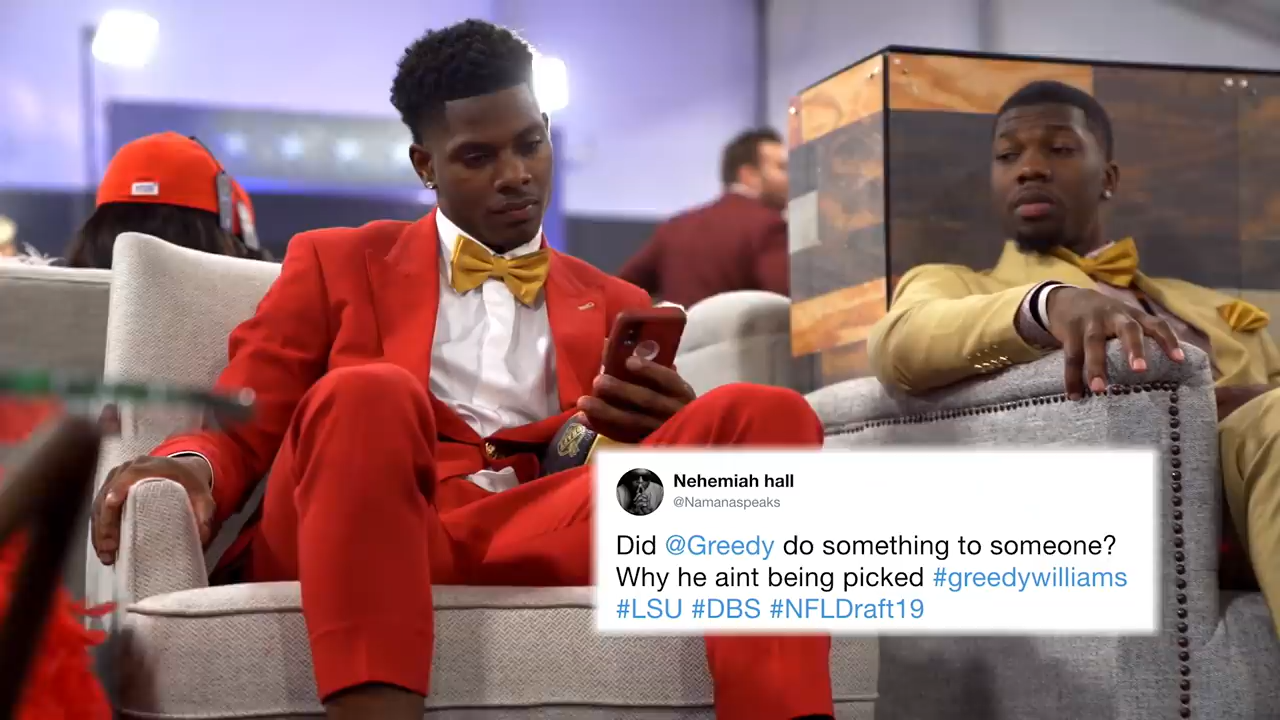 Nehemiah hall
@Namanaspeaks
Did @Greedy do something to someone?
Why he aint being picked #greedywilliams
#LSU #DBS #NFLDraft19